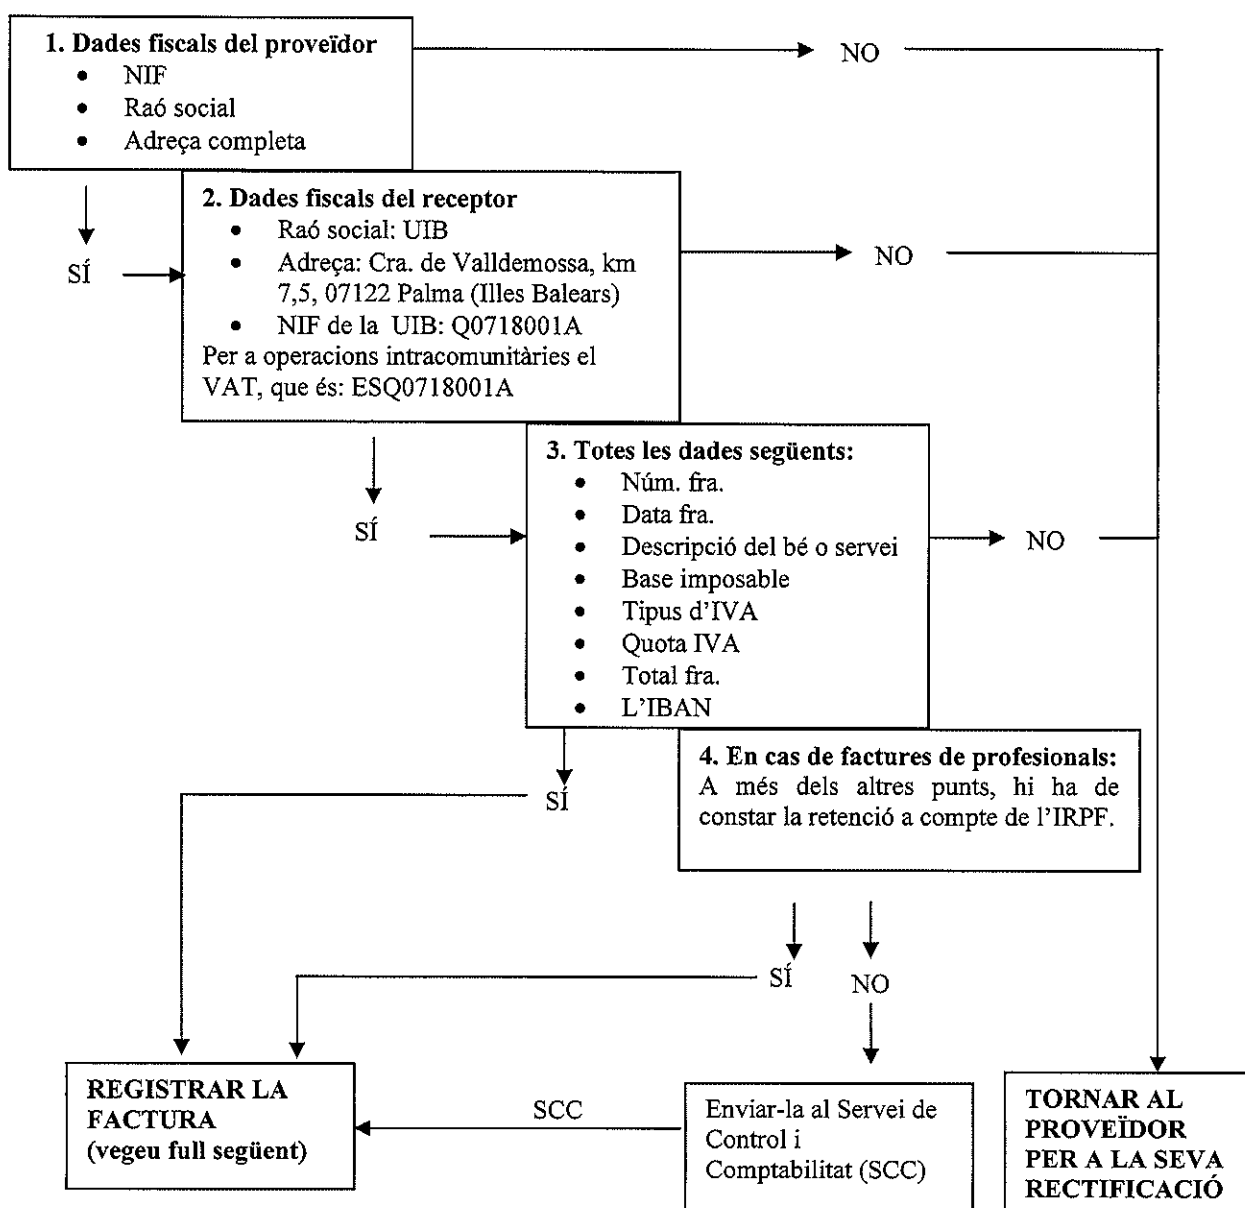 1. Dades fiscals del proveïdor
• NIF
• Raó social
• Adreça completa
NO
2. Dades fiscals del receptor
• Raó social: UIB
• Adreça: Cra. de Valldemossa, km
7,5, 07122 Palma (Illes Balears)
• NIF de la UIB: Q0718001A
Per a operacions intracomunitàries el
VAT, que és: ESQ0718001A
SÍ
NO
3. Totes les dades següents:
• Núm. fra.
• Data fra.
• Descripció del bé o servei
• Base imposable
• Tipus d'IVA
• Quota IVA
• Total fra.
• L'IBAN
SÍ
NO
4. En cas de factures de profesionals:
A més dels altres punts, hi ha de
constar la retenció a compte de l'IRPF.
SÍ
SÍ
NO
REGISTRAR LA
FACTURA
(vegeu full següent)
SCC
Enviar-la al Servei de
Control i
Comptabilitat (SCC)
TORNAR AL
PROVEÏDOR
PER A LA SEVA
RECTIFICACIÓ